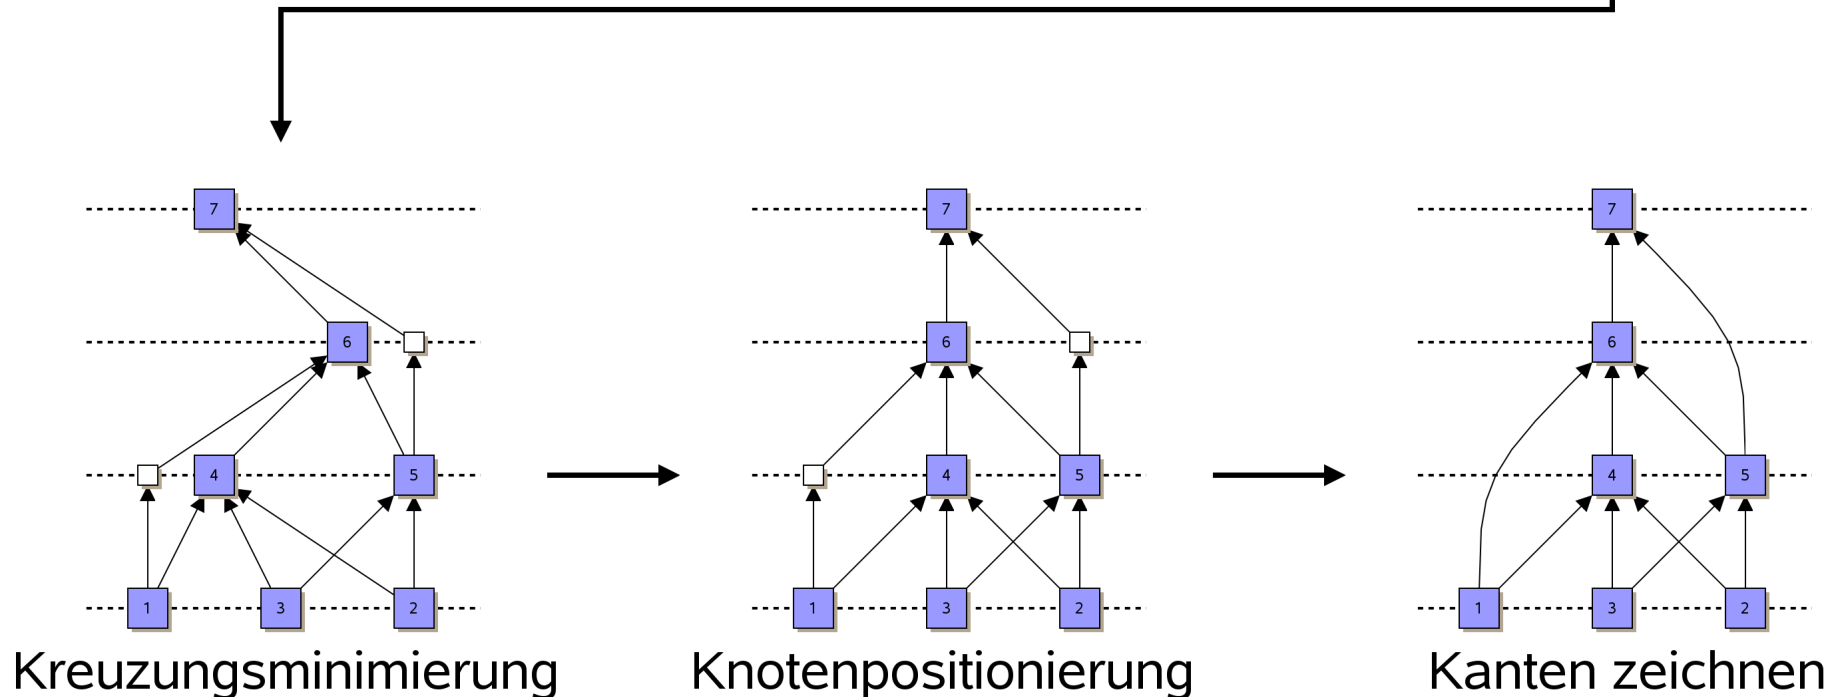 7 7 7
6 6 6
4 5 4 5 4 5
1 3 2 1 3 2 1 3 2
Kreuzungsminimierung Knotenpositionierung Kanten zeichnen